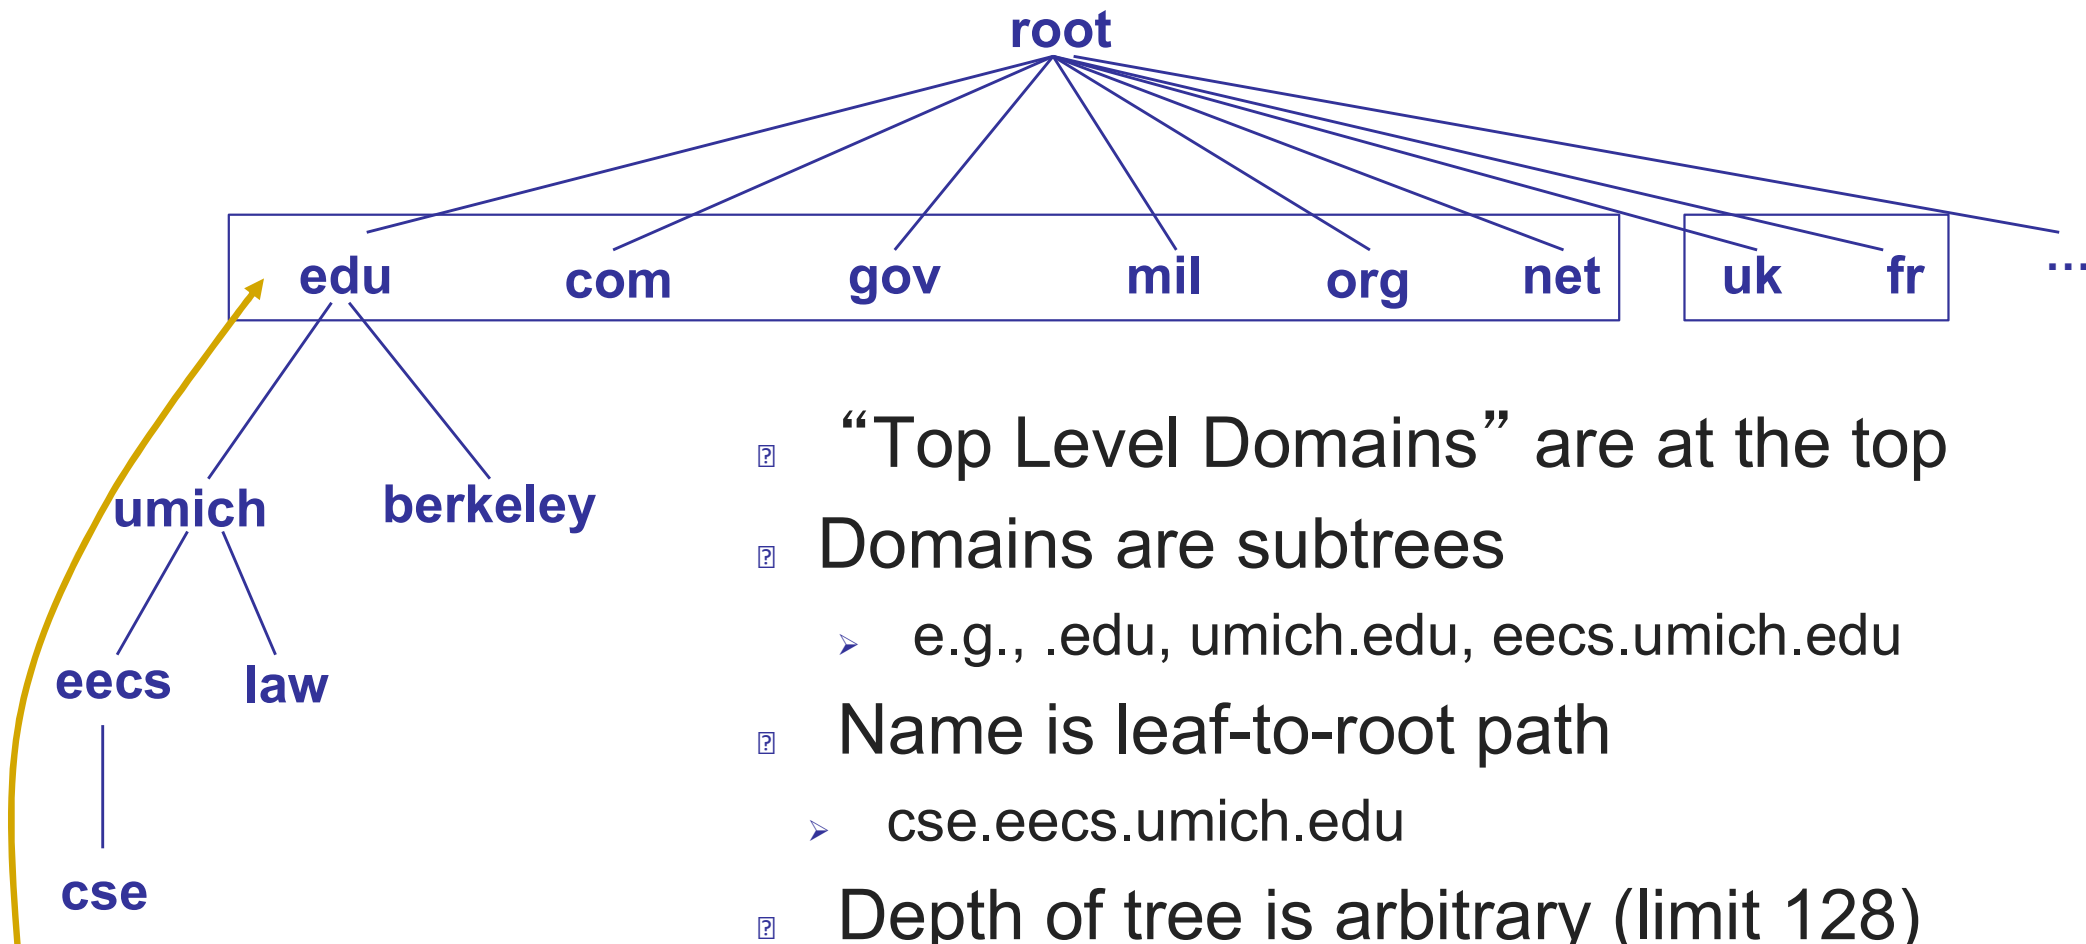 root
edu com gov mil org net uk fr ...
“Top Level Domains” are at the top
umich berkeley
Domains are subtrees
e.g., .edu, umich.edu, eecs.umich.edu
eecs law
Name is leaf-to-root path
cse.eecs.umich.edu
cse
Depth of tree is arbitrary (limit 128)